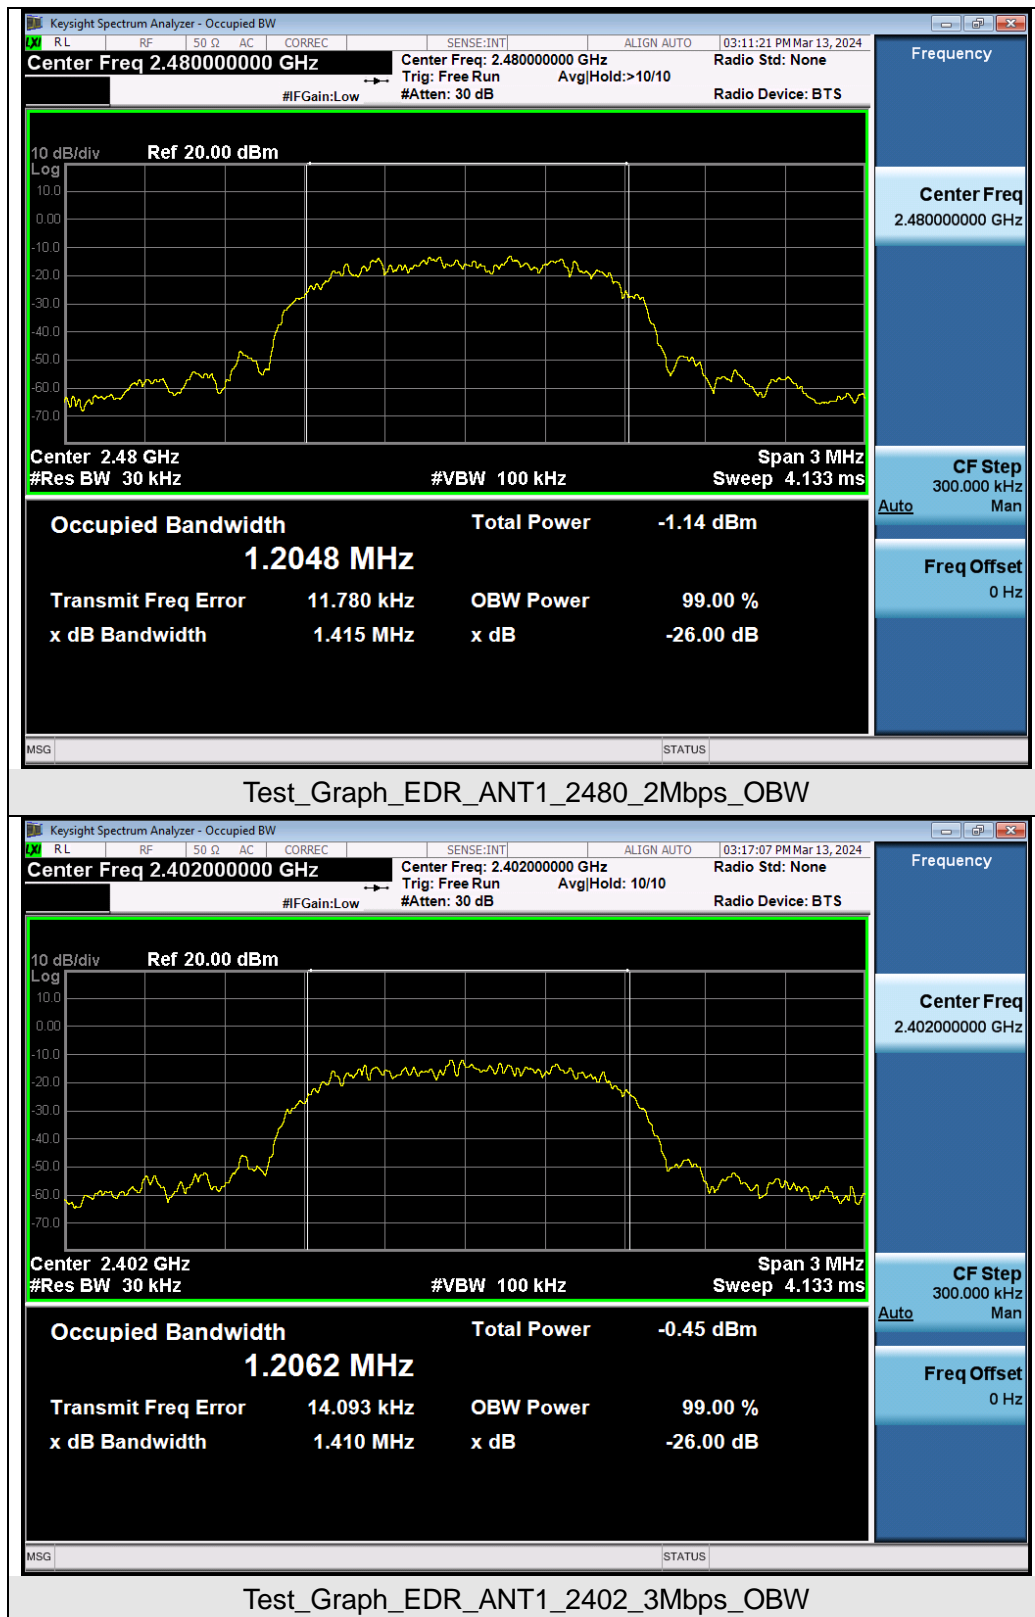 Keysight Spectrum Analyzer - Occupied BW
LXI RL RF 50 Ω AC CORREC SENSE:INT ALIGN AUTO 03:11:21 PM Mar 13, 2024
Center Freq 2.480000000 GHz Center Freq: 2.480000000 GHz Radio Std: None
Trig: Free Run Avg|Hold:>10/10
#IFGain:Low #Atten: 30 dB Radio Device: BTS
10 dB/div Ref 20.00 dBm
Log
10.0
0.00
-10.0
-20.0
-30.0
-40.0
-50.0
-60.0
-70.0
Center 2.48 GHz Span 3 MHz
#Res BW 30 kHz #VBW 100 kHz Sweep 4.133 ms
Occupied Bandwidth Total Power -1.14 dBm
1.2048 MHz
Transmit Freq Error 11.780 kHz OBW Power 99.00 %
x dB Bandwidth 1.415 MHz x dB -26.00 dB
MSG STATUS
Frequency
Center Freq
2.480000000 GHz
CF Step
300.000 kHz
Auto Man
Freq Offset
0 Hz
Test_Graph_EDR_ANT1_2480_2Mbps_OBW
Keysight Spectrum Analyzer - Occupied BW
LXI RL RF 50 Ω AC CORREC SENSE:INT ALIGN AUTO 03:17:07 PM Mar 13, 2024
Center Freq 2.402000000 GHz Center Freq: 2.402000000 GHz Radio Std: None
Trig: Free Run Avg|Hold: 10/10
#IFGain:Low #Atten: 30 dB Radio Device: BTS
10 dB/div Ref 20.00 dBm
Log
10.0
0.00
-10.0
-20.0
-30.0
-40.0
-50.0
-60.0
-70.0
Center 2.402 GHz Span 3 MHz
#Res BW 30 kHz #VBW 100 kHz Sweep 4.133 ms
Occupied Bandwidth Total Power -0.45 dBm
1.2062 MHz
Transmit Freq Error 14.093 kHz OBW Power 99.00 %
x dB Bandwidth 1.410 MHz x dB -26.00 dB
MSG STATUS
Frequency
Center Freq
2.402000000 GHz
CF Step
300.000 kHz
Auto Man
Freq Offset
0 Hz
Test_Graph_EDR_ANT1_2402_3Mbps_OBW